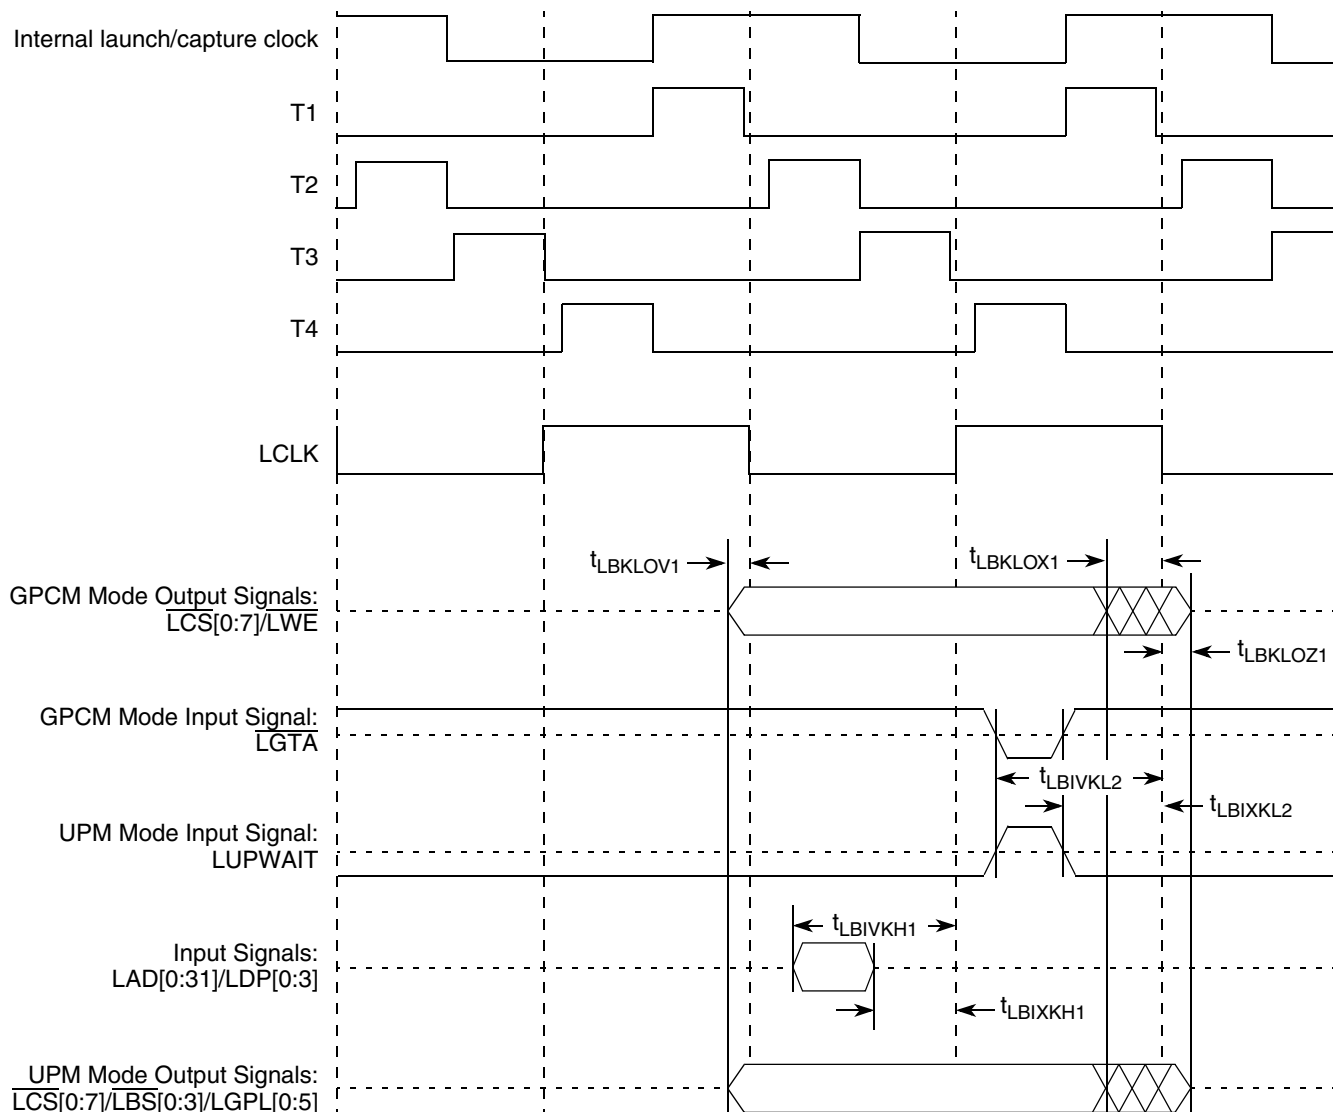 Internal launch/capture clock
T1
T2
T3
T4
LCLK
tLBKLOV1
tLBKLOX1
GPCM Mode Output Signals:
LCS[0:7]/LWE
tLBKLOZ1
GPCM Mode Input Signal:
LGTA
tLBIVKL2
tLBIXKL2
UPM Mode Input Signal:
LUPWAIT
tLBIVKH1
Input Signals:
LAD[0:31]/LDP[0:3]
tLBIXKH1
UPM Mode Output Signals:
LCS[0:7]/LBS[0:3]/LGPL[0:5]